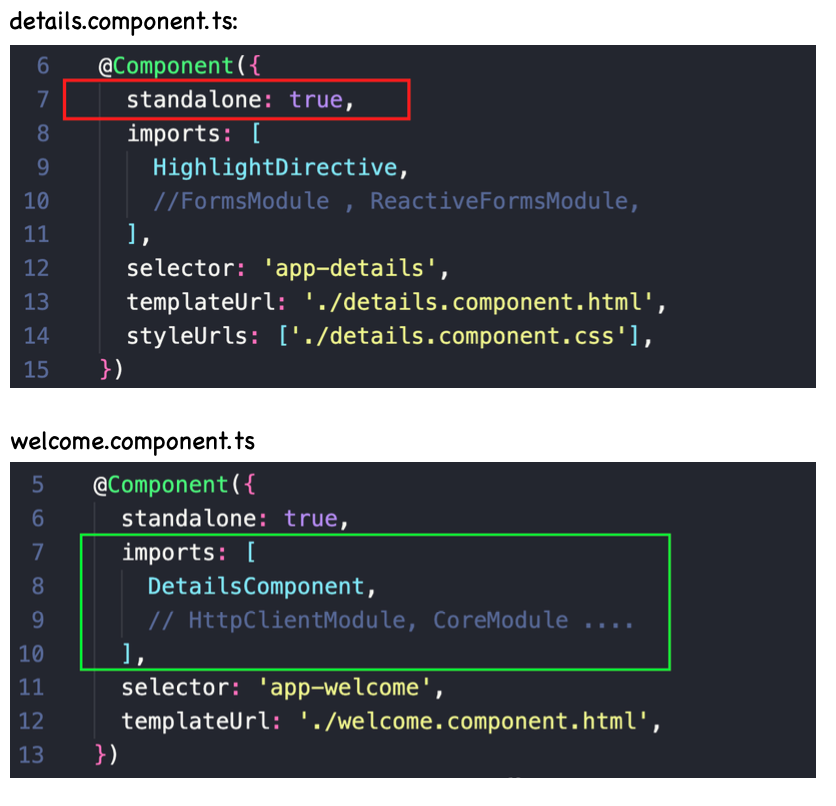 details.component.ts:
6 @Component({
7 standalone: true,
8 imports: [
9 HighlightDirective,
10 //FormsModule , ReactiveFormsModule,
11 ],
12 selector: 'app-details',
13 templateUrl: './details.component.html',
14 styleUrls: ['./details.component.css'],
15 })
welcome.component.ts
5 @Component({
6 standalone: true,
7 imports: [
8 DetailsComponent,
9 // HttpClientModule, CoreModule ....
10 ],
11 selector: 'app-welcome',
12 templateUrl: './welcome.component.html',
13 })